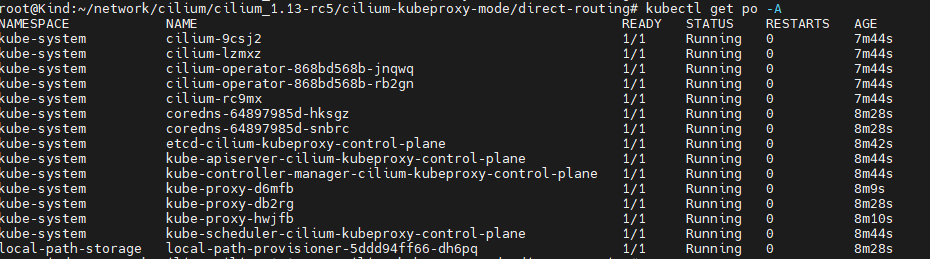 root@Kind:~/network/cilium/cilium_1.13-rc5/cilium-kubeproxy-mode/direct-routing# kubectl get po -A
NAMESPACE NAME READY STATUS RESTARTS AGE
kube-system cilium-9csj2 1/1 Running 0 7m44s
kube-system cilium-lzmxz 1/1 Running 0 7m44s
kube-system cilium-operator-868bd568b-jnqwq 1/1 Running 0 7m44s
kube-system cilium-operator-868bd568b-rb2gn 1/1 Running 0 7m44s
kube-system cilium-rc9mx 1/1 Running 0 7m44s
kube-system coredns-64897985d-hksgz 1/1 Running 0 8m28s
kube-system coredns-64897985d-snbrc 1/1 Running 0 8m28s
kube-system etcd-cilium-kubeproxy-control-plane 1/1 Running 0 8m42s
kube-system kube-apiserver-cilium-kubeproxy-control-plane 1/1 Running 0 8m44s
kube-system kube-controller-manager-cilium-kubeproxy-control-plane 1/1 Running 0 8m44s
kube-system kube-proxy-d6mfb 1/1 Running 0 8m9s
kube-system kube-proxy-db2rg 1/1 Running 0 8m28s
kube-system kube-proxy-hwjfb 1/1 Running 0 8m10s
kube-system kube-scheduler-cilium-kubeproxy-control-plane 1/1 Running 0 8m44s
local-path-storage local-path-provisioner-5ddd94ff66-dh6pq 1/1 Running 0 8m28s